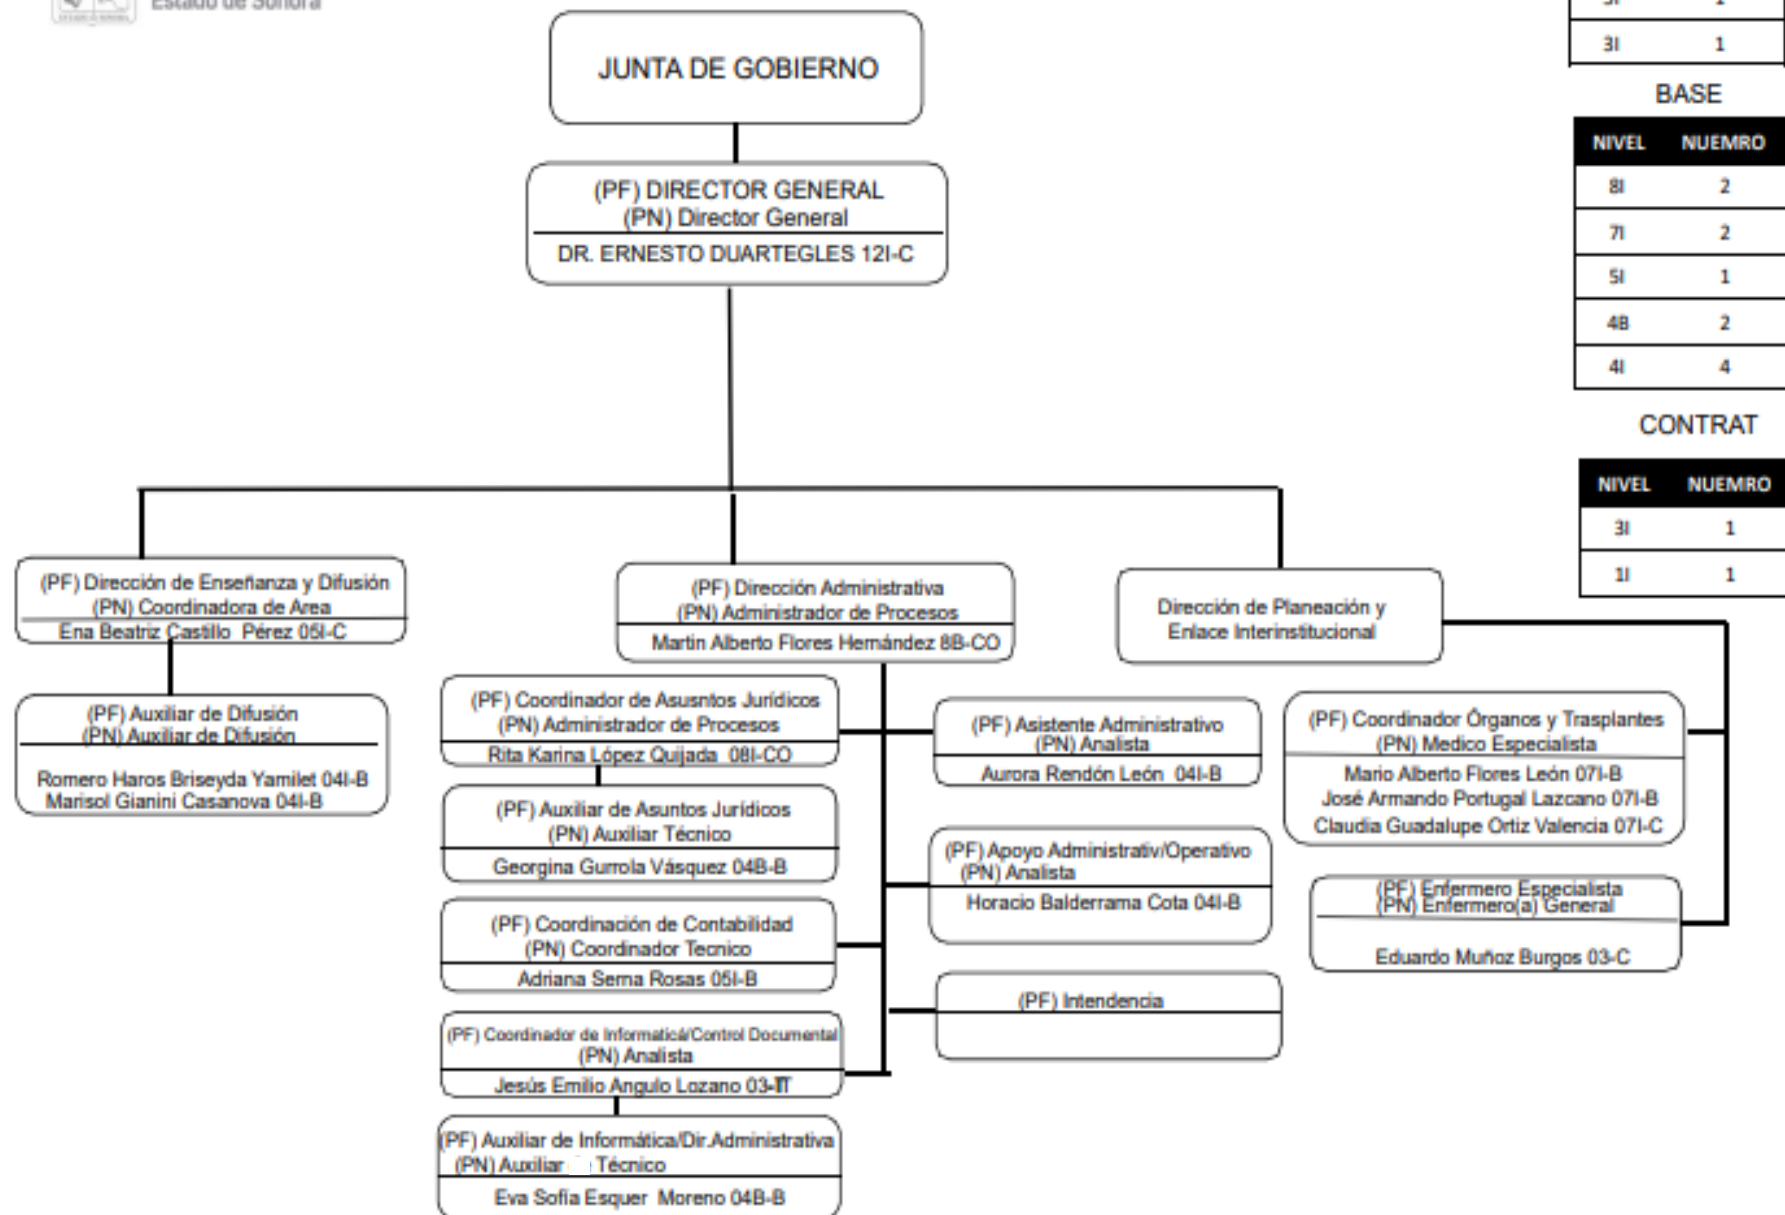 Estado de Sonora
JUNTA DE GOBIERNO
(PF) DIRECTOR GENERAL
(PN) Director General
DR. ERNESTO DUARTEGLES 12I-C
(PF) Dirección de Enseñanza y Difusión
(PN) Coordinadora de Area
Ena Beatriz Castillo Pérez 05I-C
(PF) Auxiliar de Difusión
(PN) Auxiliar de Difusión
Romero Haros Briseyda Yamilet 04I-B
Marisol Gianini Casanova 04I-B
(PF) Dirección Administrativa
(PN) Administrador de Procesos
Martin Alberto Flores Hernández 8B-CO
(PF) Coordinador de Asusntos Jurídicos
(PN) Administrador de Procesos
Rita Karina López Quijada 08I-CO
(PF) Auxiliar de Asuntos Jurídicos
(PN) Auxiliar Técnico
Georgina Gurrola Vásquez 04B-B
(PF) Coordinación de Contabilidad
(PN) Coordinador Tecnico
Adriana Serna Rosas 05I-B
(PF) Coordinador de Informaticá/Control Documental
(PN) Analista
Jesús Emilio Angulo Lozano
(PF) Auxiliar de Informática/Dir.Administrativa
(PN) Auxiliar Técnico
Eva Sofía Esquer Moreno 04B-B
(PF) Asistente Administrativo
(PN) Analista
Aurora Rendón León 04I-B
(PF) Apoyo Administrativ/Operativo
(PN) Analista
Horacio Balderrama Cota 04I-B
(PF) Intendencia
Dirección de Planeación y
Enlace Interinstitucional
(PF) Coordinador Órganos y Trasplantes
(PN) Medico Especialista
Mario Alberto Flores León 07I-B
José Armando Portugal Lazcano 07I-B
Claudia Guadalupe Ortiz Valencia 07I-C
(PF) Enfermero Especialista
(PN) Enfermero(a) General
Eduardo Muñoz Burgos 03-C
3I 1
BASE
NIVEL NUEMRO
8I 2
7I 2
5I 1
4B 2
4I 4
CONTRAT
NIVEL NUEMRO
3I 1
1I 1